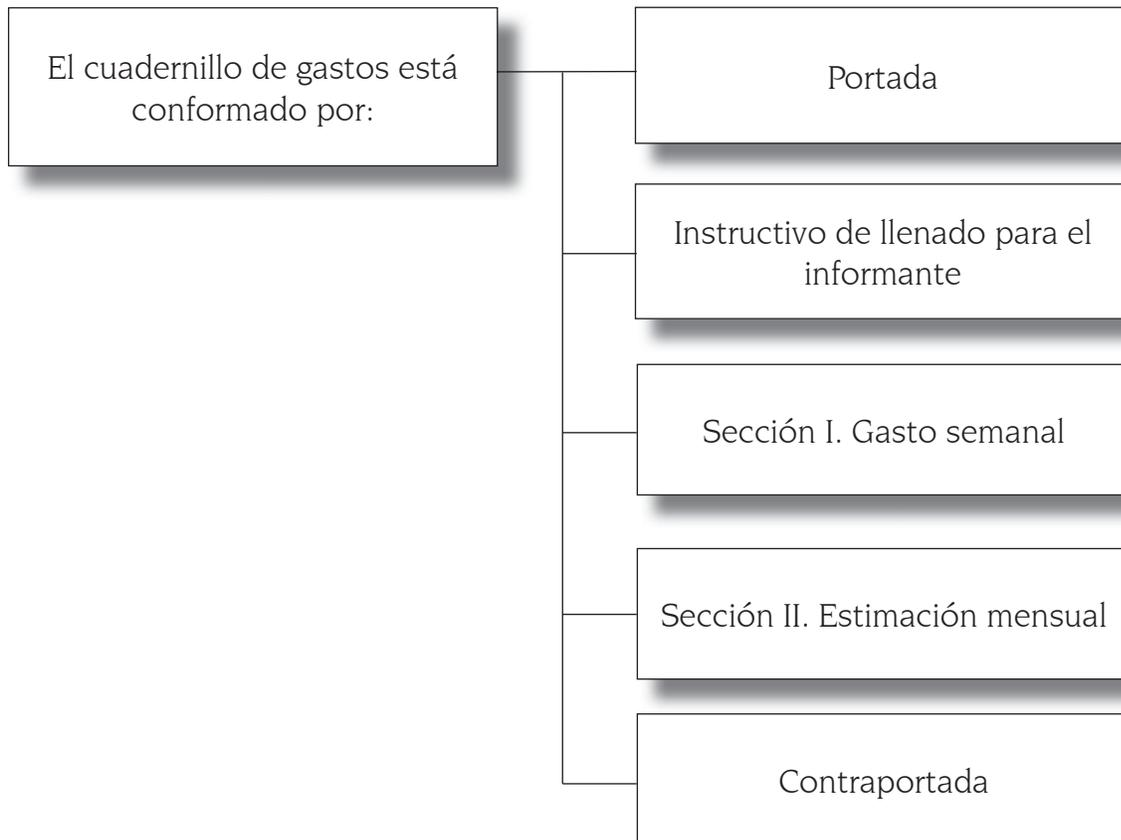 El cuadernillo de gastos está
conformado por:
Portada
Instructivo de llenado para el
informante
Sección I. Gasto semanal
Sección II. Estimación mensual
Contraportada